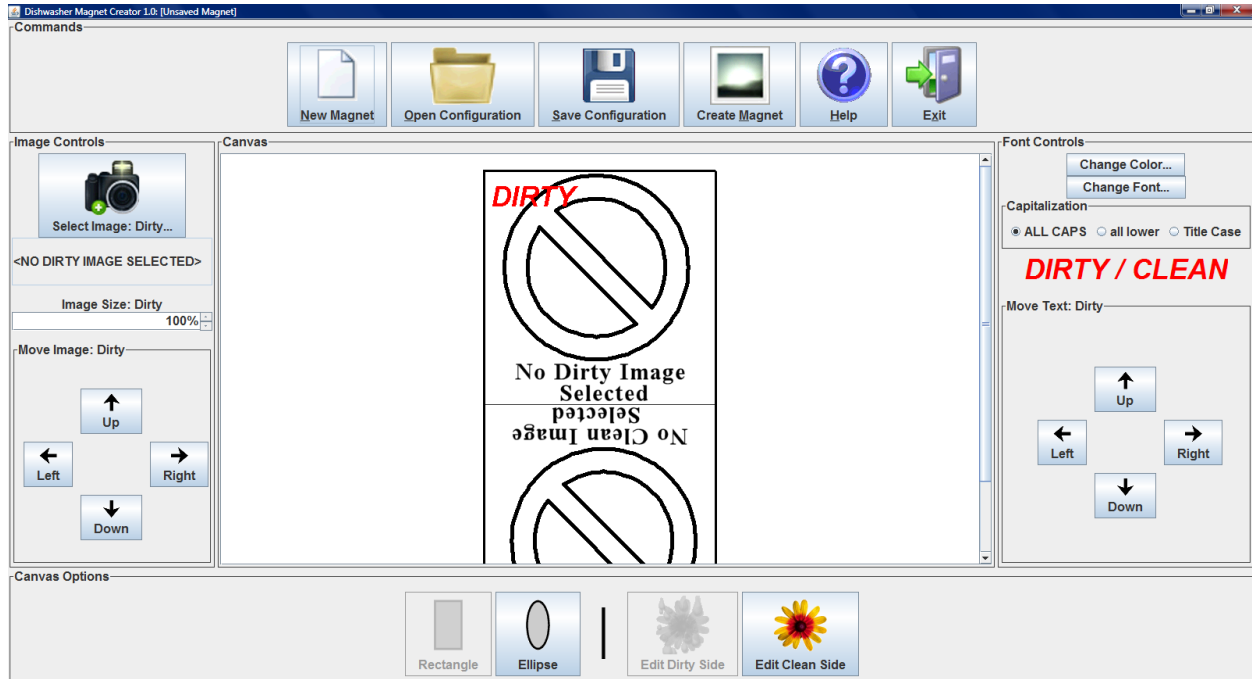 Dishwasher Magnet Creator 1.0: [Unsaved Magnet]
Commands
New Magnet
Open Configuration
Save Configuration
Create Magnet
Help
Exit
Image Controls
Select Image: Dirty...
<NO DIRTY IMAGE SELECTED>
Image Size: Dirty
100%
Move Image: Dirty
Up
Left
Right
Down
Canvas
DIRTY
No Dirty Image
Selected
No Clean Image
Selected
Font Controls
Change Color...
Change Font...
Capitalization
ALL CAPS
all lower
Title Case
DIRTY / CLEAN
Move Text: Dirty
Up
Left
Right
Down
Canvas Options
Rectangle
Ellipse
Edit Dirty Side
Edit Clean Side